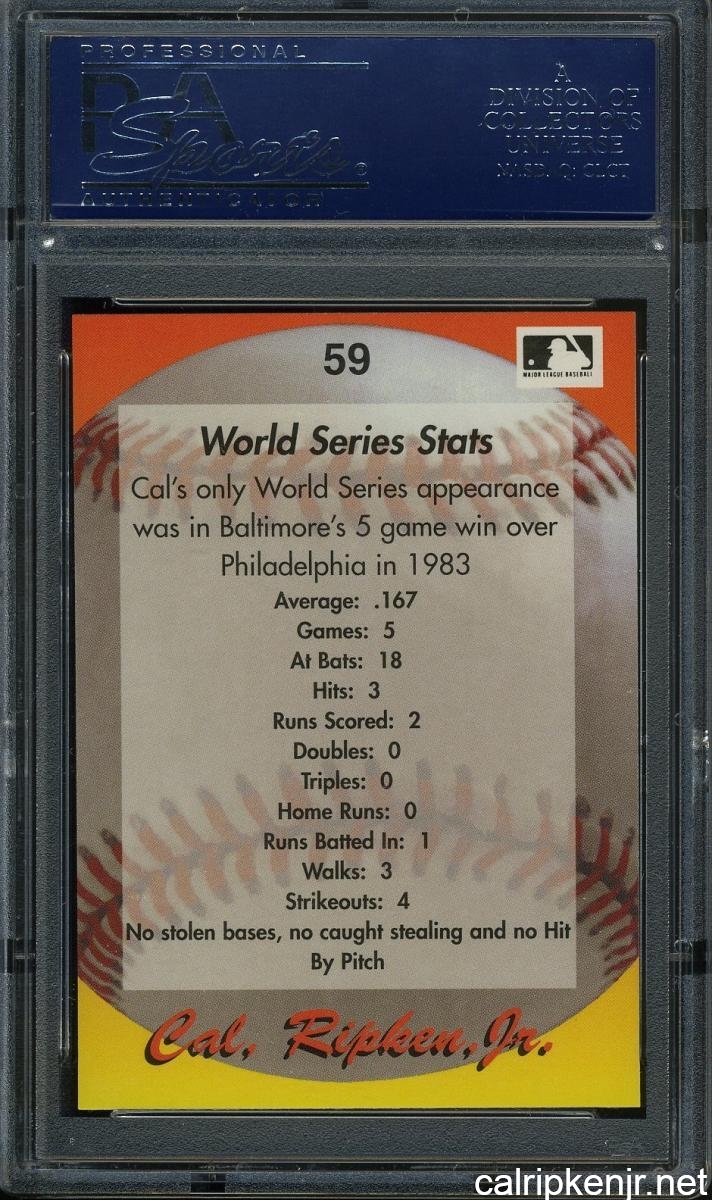 PROFESSIONAL
PSA
Sports®
AUTHENTICATOR
A
DIVISION OF
COLLECTORS
UNIVERSE
NASDAQ: CLCT
59
MAJOR LEAGUE BASEBALL
World Series Stats
Cal's only World Series appearance
was in Baltimore's 5 game win over
Philadelphia in 1983
Average: .167
Games: 5
At Bats: 18
Hits: 3
Runs Scored: 2
Doubles: 0
Triples: 0
Home Runs: 0
Runs Batted In: 1
Walks: 3
Strikeouts: 4
No stolen bases, no caught stealing and no Hit
By Pitch
Cal, Ripken, Jr.
calripkenjr.net